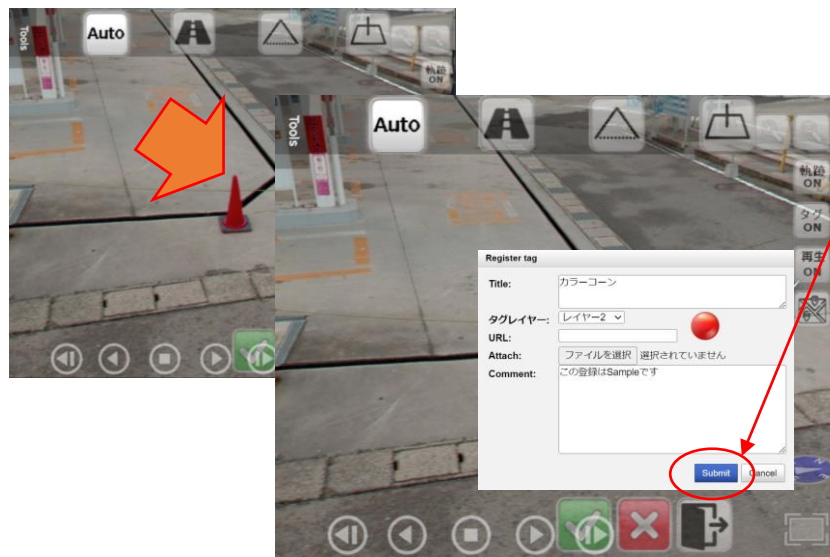 Tools
Auto
軌跡
ON
Tools
Auto
軌跡
ON
タグ
ON
再生
ON
Register tag
Title:
カラーコーン
タグレイヤー:
レイヤー2
URL:
Attach:
ファイルを選択 選択されていません
Comment:
この登録はSampleです
Submit
Cancel